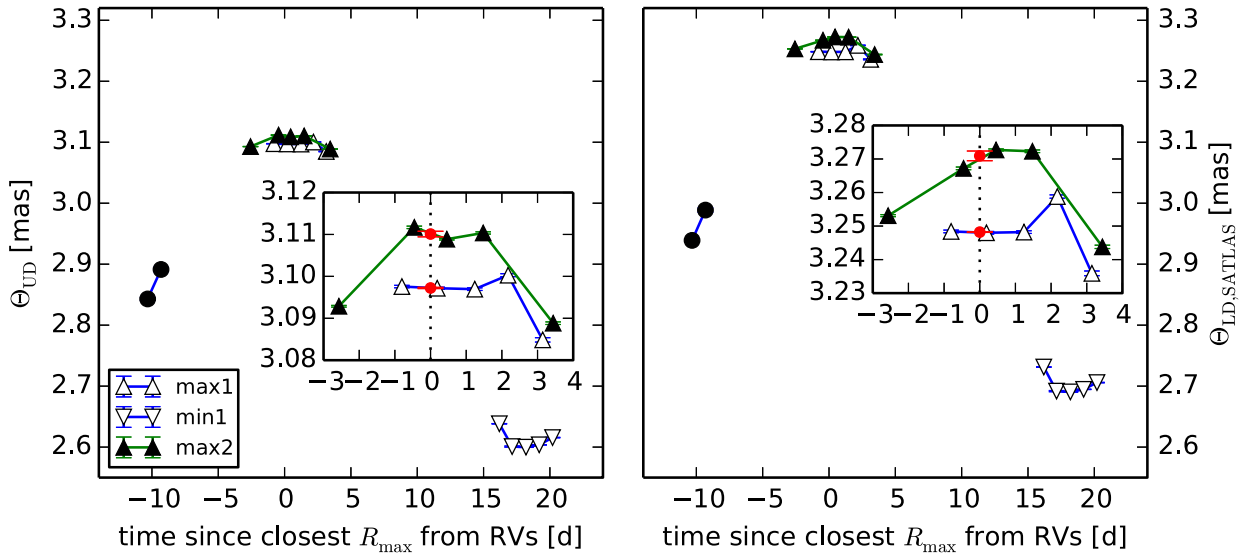 3.3
3.2
3.1
3.0
2.9
2.8
2.7
2.6
Θ_UD [mas]
−10 −5 0 5 10 15 20
time since closest R_max from RVs [d]
3.12
3.11
3.10
3.09
3.08
−3 −2 −1 0 1 2 3 4
max1
min1
max2
3.28
3.27
3.26
3.25
3.24
3.23
−3 −2 −1 0 1 2 3 4
−10 −5 0 5 10 15 20
time since closest R_max from RVs [d]
3.3
3.2
3.1
3.0
2.9
2.8
2.7
2.6
Θ_LD,SATLAS [mas]